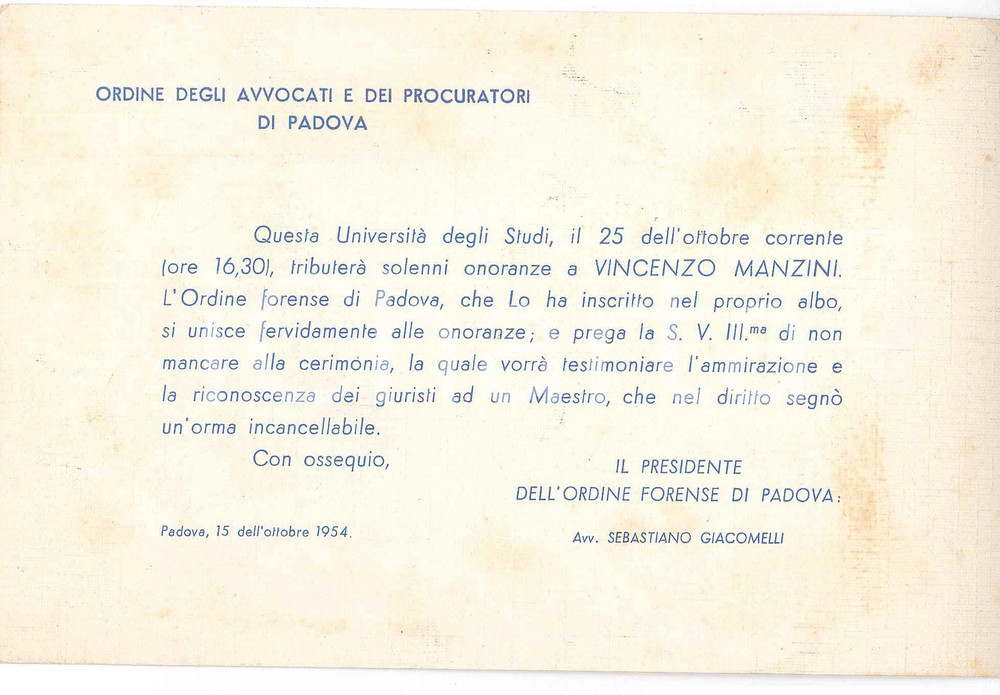 ORDINE DEGLI AVVOCATI E DEI PROCURATORI
DI PADOVA
Questa Università degli Studi, il 25 dell'ottobre corrente
(ore 16,30), tributerà solenni onoranze a VINCENZO MANZINI.
L'Ordine forense di Padova, che Lo ha inscritto nel proprio albo,
si unisce fervidamente alle onoranze; e prega la S. V. Ill.ma di non
mancare alla cerimonia, la quale vorrà testimoniare l'ammirazione e
la riconoscenza dei giuristi ad un Maestro, che nel diritto segnò
un'orma incancellabile.
Con ossequio,
IL PRESIDENTE
DELL'ORDINE FORENSE DI PADOVA:
Padova, 15 dell'ottobre 1954.
Avv. SEBASTIANO GIACOMELLI